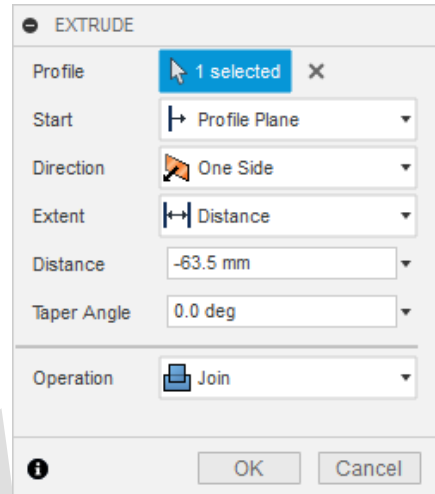 EXTRUDE
Profile 1 selected
Start Profile Plane
Direction One Side
Extent Distance
Distance -63.5 mm
Taper Angle 0.0 deg
Operation Join
OK Cancel